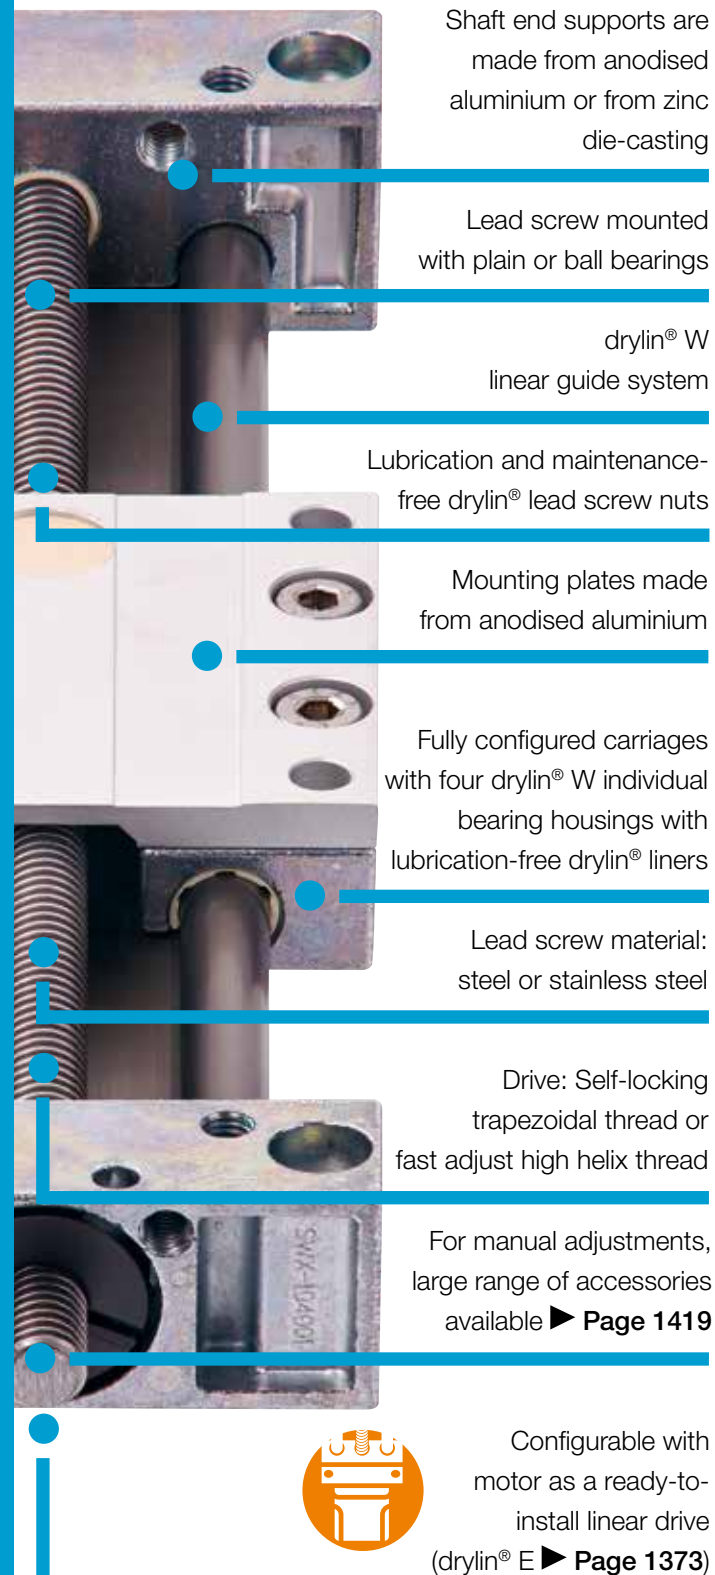 Shaft end supports are
made from anodised
aluminium or from zinc
die-casting
Lead screw mounted
with plain or ball bearings
drylin® W
linear guide system
Lubrication and maintenance-
free drylin® lead screw nuts
Mounting plates made
from anodised aluminium
Fully configured carriages
with four drylin® W individual
bearing housings with
lubrication-free drylin® liners
Lead screw material:
steel or stainless steel
Drive: Self-locking
trapezoidal thread or
fast adjust high helix thread
SWX-104001
For manual adjustments,
large range of accessories
available ► Page 1419
Configurable with
motor as a ready-to-
install linear drive
(drylin® E ► Page 1373)